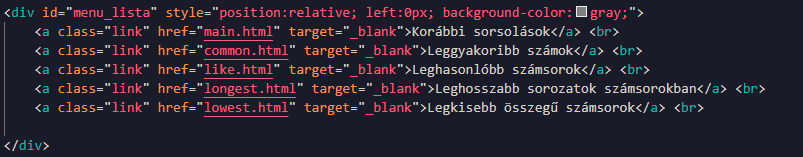 <div id="menu_lista" style="position:relative; left:0px; background-color:gray;">
<a class="link" href="main.html" target="_blank">Korábbi sorsolások</a> <br>
<a class="link" href="common.html" target="_blank">Leggyakoribb számok</a> <br>
<a class="link" href="like.html" target="_blank">Leghasonlóbb számsorok</a> <br>
<a class="link" href="longest.html" target="_blank">Leghosszabb sorozatok számsorokban</a> <br>
<a class="link" href="lowest.html" target="_blank">Legkisebb összegű számsorok</a> <br>
</div>